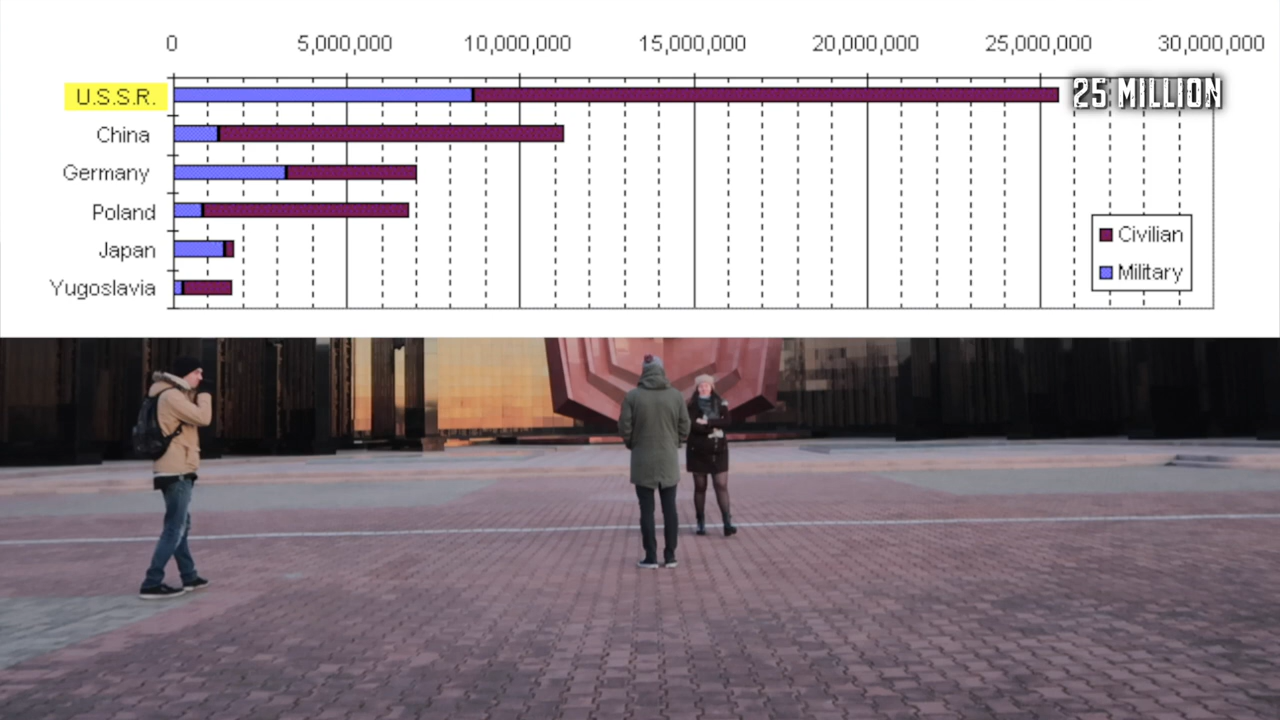 0 5,000,000 10,000,000 15,000,000 20,000,000 25,000,000 30,000,000
U.S.S.R. 25 MILLION
China
Germany
Poland
Japan
Yugoslavia
Civilian
Military